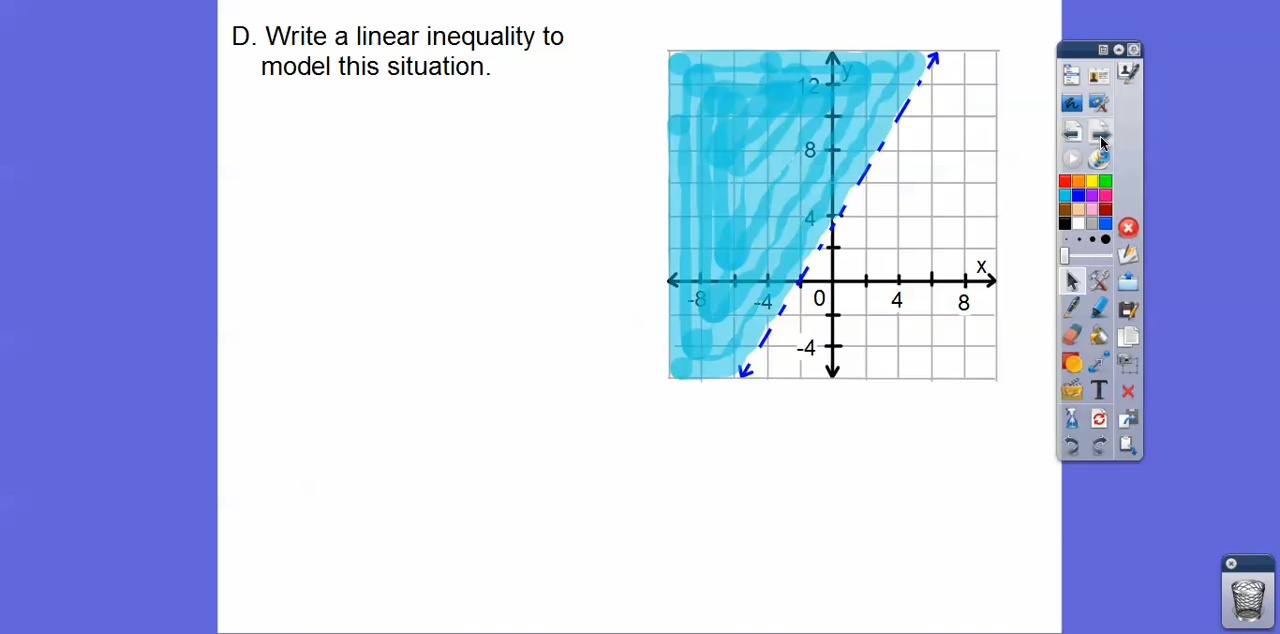 D. Write a linear inequality to
model this situation.
y
12
8
4
x
-8
-4
0
4
8
-4
T